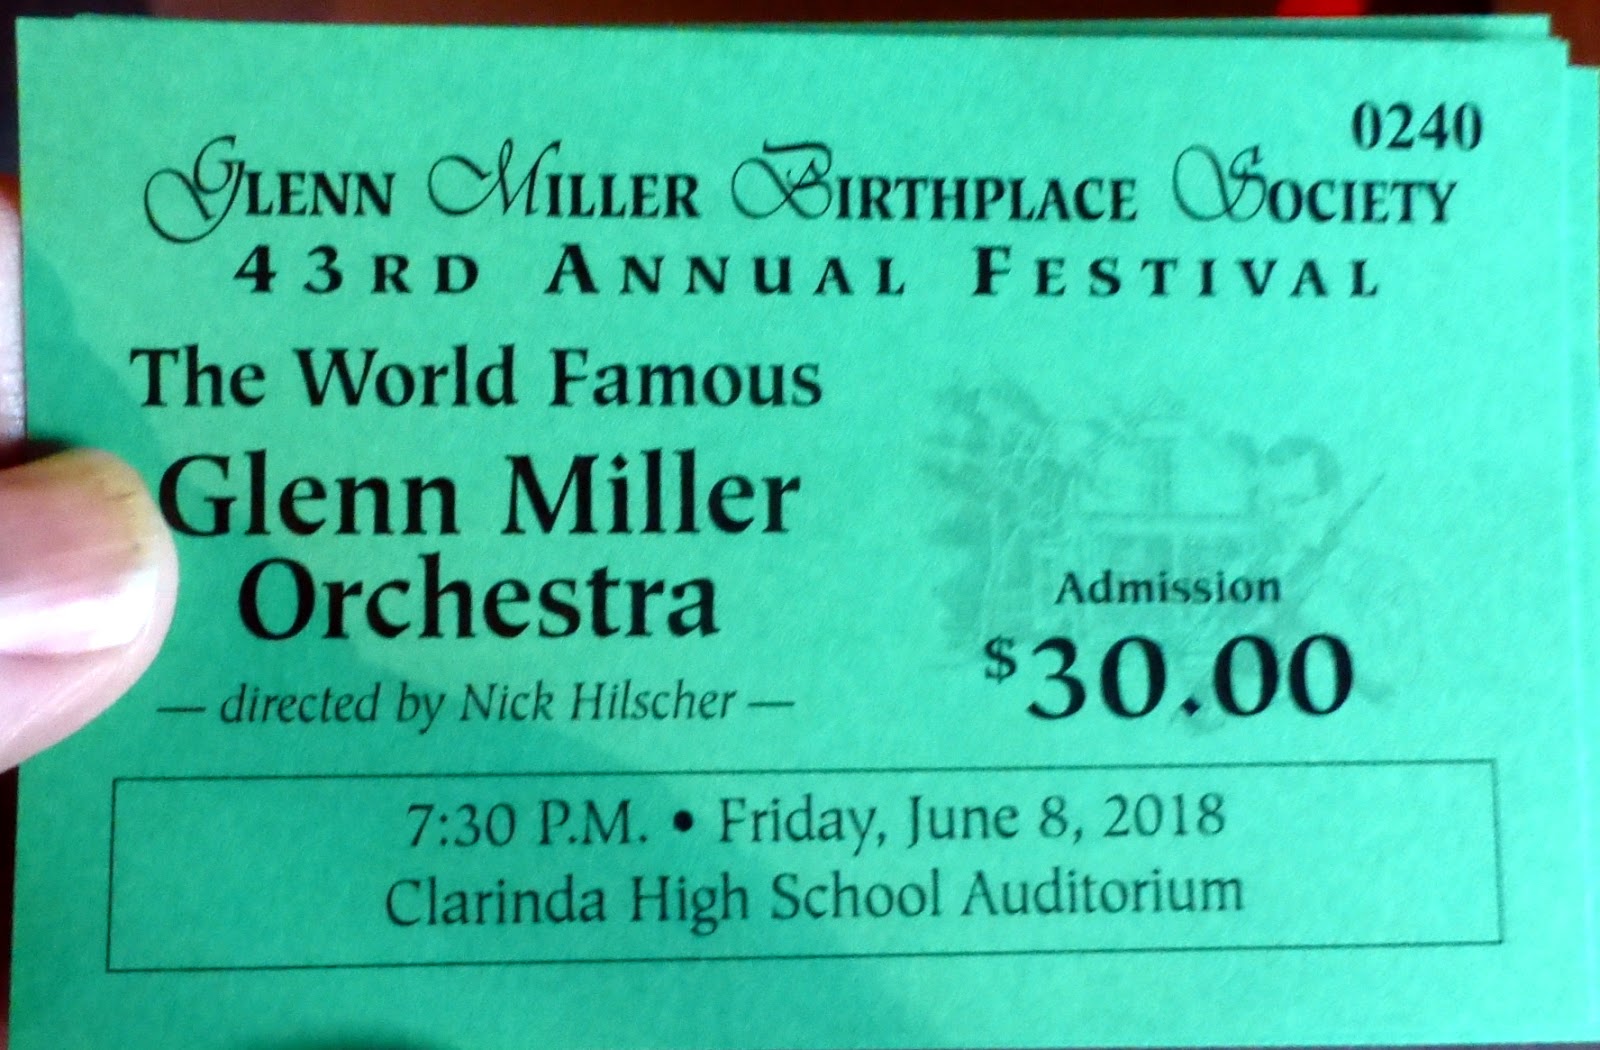 0240
Glenn Miller Birthplace Society
43rd Annual Festival
The World Famous
Glenn Miller
Orchestra
— directed by Nick Hilscher —
Admission
$30.00
7:30 P.M. • Friday, June 8, 2018
Clarinda High School Auditorium